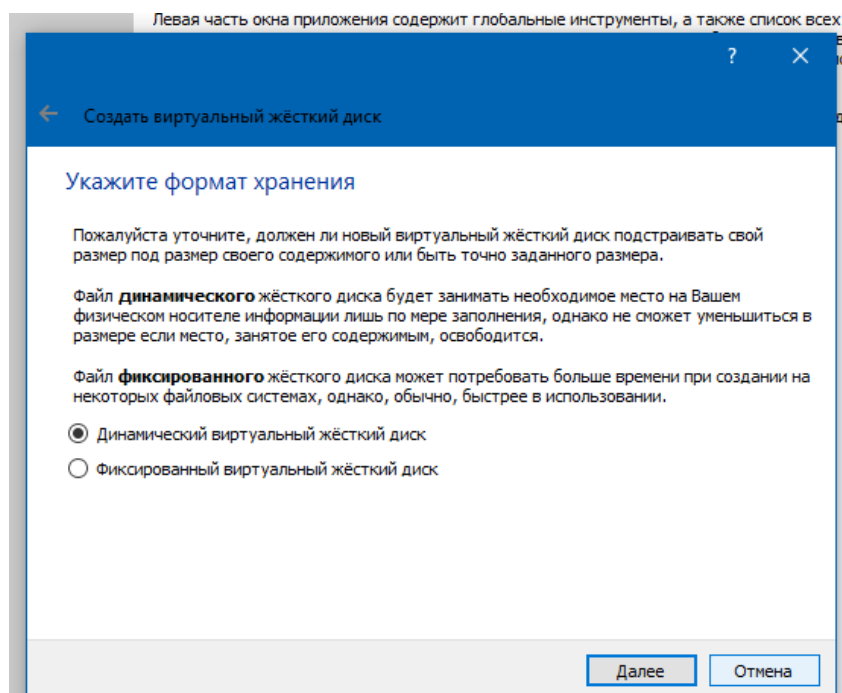 Левая часть окна приложения содержит глобальные инструменты, а также список всех
?
Создать виртуальный жёсткий диск
Укажите формат хранения
Пожалуйста уточните, должен ли новый виртуальный жёсткий диск подстраивать свой
размер под размер своего содержимого или быть точно заданного размера.
Файл динамического жёсткого диска будет занимать необходимое место на Вашем
физическом носителе информации лишь по мере заполнения, однако не сможет уменьшиться в
размере если место, занятое его содержимым, освободится.
Файл фиксированного жёсткого диска может потребовать больше времени при создании на
некоторых файловых системах, однако, обычно, быстрее в использовании.
Динамический виртуальный жёсткий диск
Фиксированный виртуальный жёсткий диск
Далее Отмена